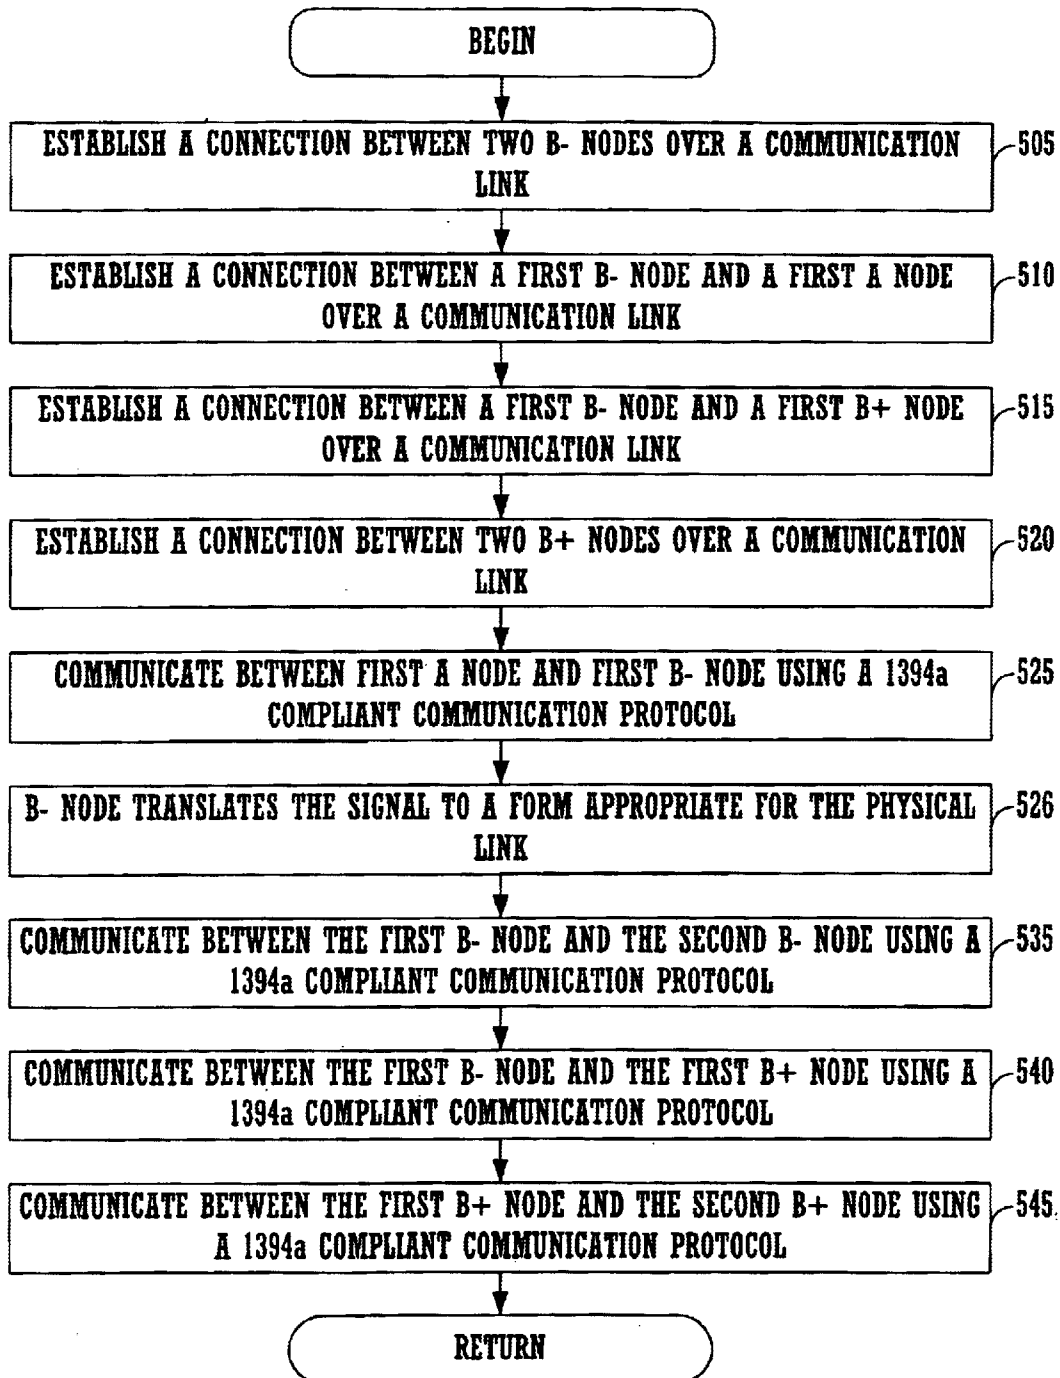 BEGIN
ESTABLISH A CONNECTION BETWEEN TWO B- NODES OVER A COMMUNICATION
LINK
505
ESTABLISH A CONNECTION BETWEEN A FIRST B- NODE AND A FIRST A NODE
OVER A COMMUNICATION LINK
510
ESTABLISH A CONNECTION BETWEEN A FIRST B- NODE AND A FIRST B+ NODE
OVER A COMMUNICATION LINK
515
ESTABLISH A CONNECTION BETWEEN TWO B+ NODES OVER A COMMUNICATION
LINK
520
COMMUNICATE BETWEEN FIRST A NODE AND FIRST B- NODE USING A 1394a
COMPLIANT COMMUNICATION PROTOCOL
525
B- NODE TRANSLATES THE SIGNAL TO A FORM APPROPRIATE FOR THE PHYSICAL
LINK
526
COMMUNICATE BETWEEN THE FIRST B- NODE AND THE SECOND B- NODE USING A
1394a COMPLIANT COMMUNICATION PROTOCOL
535
COMMUNICATE BETWEEN THE FIRST B- NODE AND THE FIRST B+ NODE USING A
1394a COMPLIANT COMMUNICATION PROTOCOL
540
COMMUNICATE BETWEEN THE FIRST B+ NODE AND THE SECOND B+ NODE USING
A 1394a COMPLIANT COMMUNICATION PROTOCOL
545
RETURN